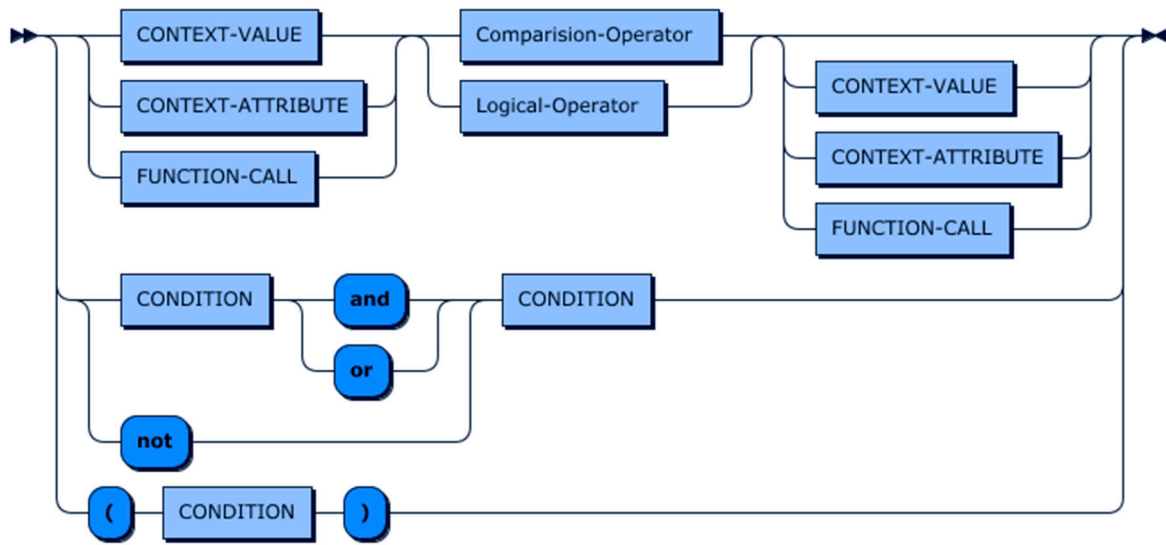 CONTEXT-VALUE
Comparision-Operator
CONTEXT-ATTRIBUTE
Logical-Operator
CONTEXT-VALUE
FUNCTION-CALL
CONTEXT-ATTRIBUTE
FUNCTION-CALL
CONDITION
and
CONDITION
or
not
(
CONDITION
)